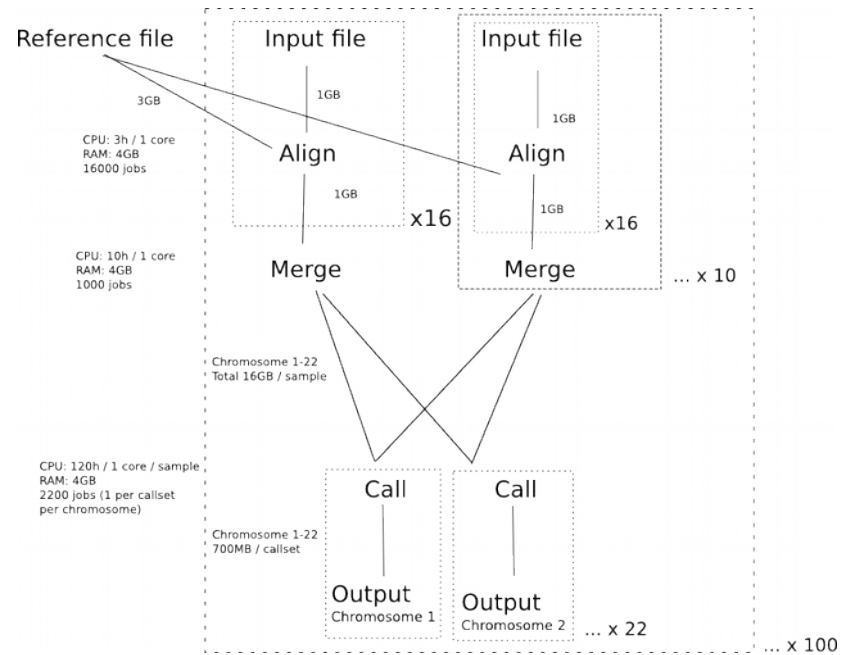 Reference file
Input file
Input file
3GB
1GB
1GB
CPU: 3h / 1 core
RAM: 4GB
16000 jobs
Align
Align
1GB
1GB
x16
x16
CPU: 10h / 1 core
RAM: 4GB
1000 jobs
Merge
Merge
... x 10
Chromosome 1-22
Total 16GB / sample
CPU: 120h / 1 core / sample
RAM: 4GB
2200 jobs (1 per callset
per chromosome)
Call
Call
Chromosome 1-22
700MB / callset
Output
Chromosome 1
Output
Chromosome 2
... x 22
... x 100